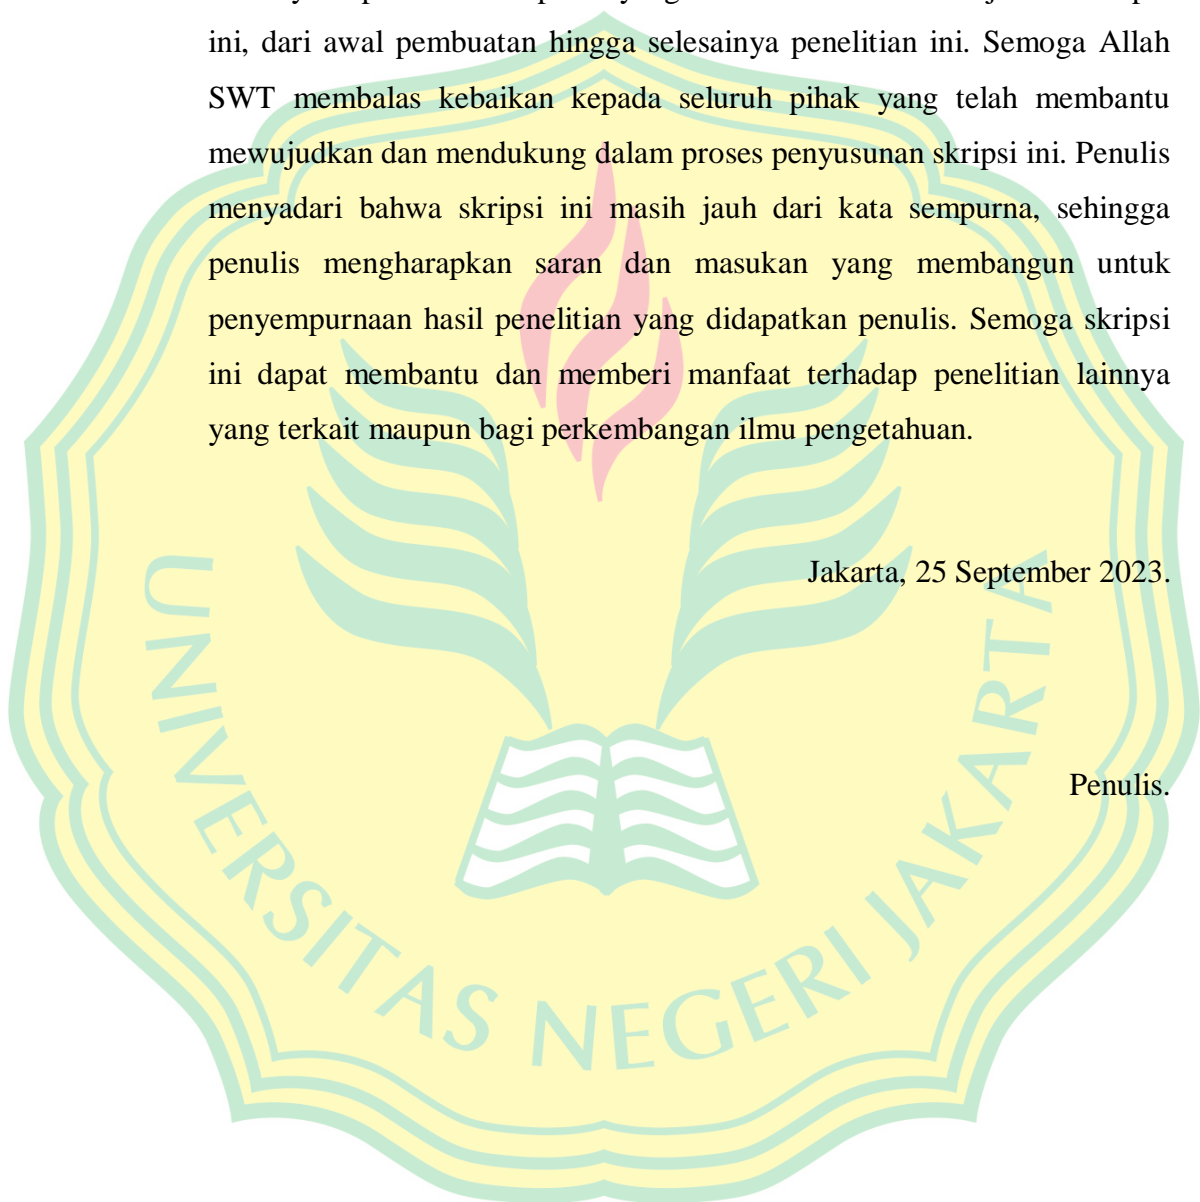 ini, dari awal pembuatan hingga selesainya penelitian ini. Semoga Allah
SWT membalas kebaikan kepada seluruh pihak yang telah membantu
mewujudkan dan mendukung dalam proses penyusunan skripsi ini. Penulis
menyadari bahwa skripsi ini masih jauh dari kata sempurna, sehingga
penulis mengharapkan saran dan masukan yang membangun untuk
penyempurnaan hasil penelitian yang didapatkan penulis. Semoga skripsi
ini dapat membantu dan memberi manfaat terhadap penelitian lainnya
yang terkait maupun bagi perkembangan ilmu pengetahuan.
Jakarta, 25 September 2023.
Penulis.
UNIVERSITAS NEGERI JAKARTA